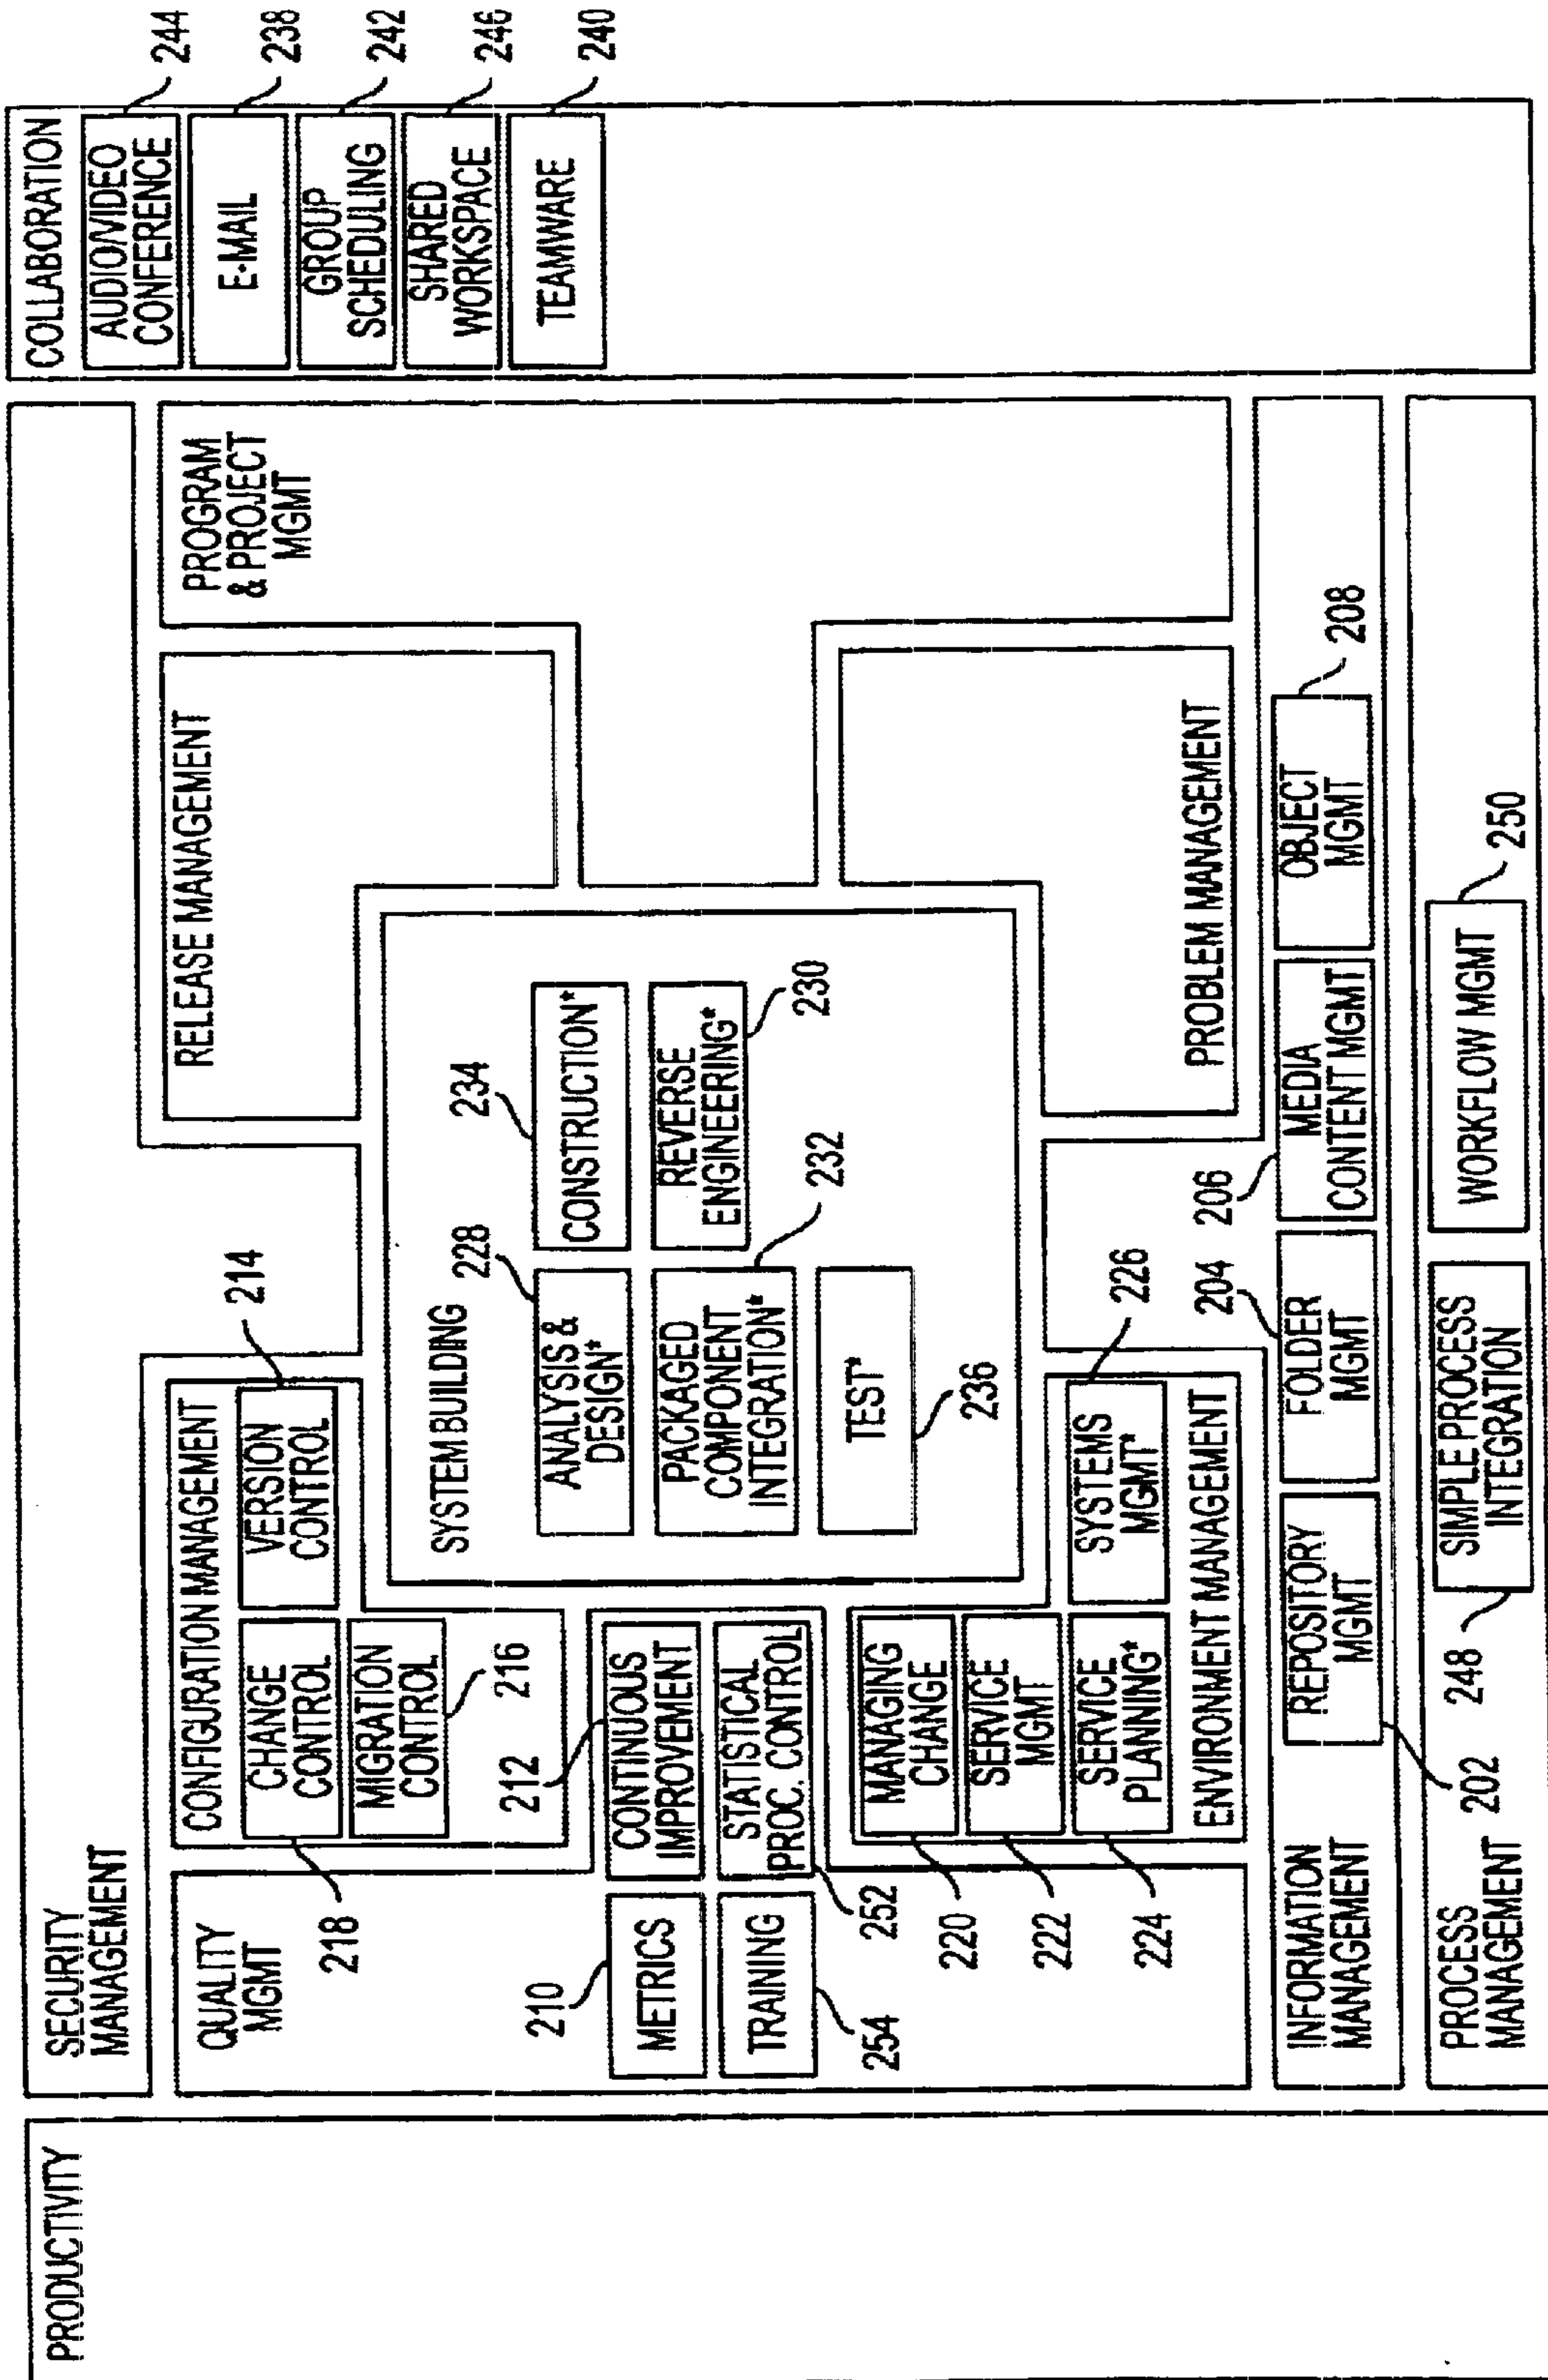 PRODUCTIVITY
SECURITY
MANAGEMENT
QUALITY
MGMT
210
METRICS
TRAINING
254
212
CONTINUOUS
IMPROVEMENT
STATISTICAL
PROC. CONTROL
252
CONFIGURATION MANAGEMENT
CHANGE
CONTROL
218
VERSION
CONTROL
214
MIGRATION
CONTROL
216
MANAGING
CHANGE
220
SERVICE
MGMT
222
SERVICE
PLANNING*
224
SYSTEMS
MGMT*
226
ENVIRONMENT MANAGEMENT
SYSTEM BUILDING
228
ANALYSIS &
DESIGN*
234
CONSTRUCTION*
PACKAGED
COMPONENT
INTEGRATION*
232
REVERSE
ENGINEERING*
230
TEST*
236
RELEASE MANAGEMENT
PROBLEM MANAGEMENT
PROGRAM
& PROJECT
MGMT
INFORMATION
MANAGEMENT
REPOSITORY
MGMT
202
204
FOLDER
MGMT
206
MEDIA
CONTENT MGMT
OBJECT
MGMT
208
PROCESS
MANAGEMENT
248
SIMPLE PROCESS
INTEGRATION
WORKFLOW MGMT
250
COLLABORATION
AUDIO/VIDEO
CONFERENCE
244
E-MAIL
238
GROUP
SCHEDULING
242
SHARED
WORKSPACE
246
TEAMWARE
240